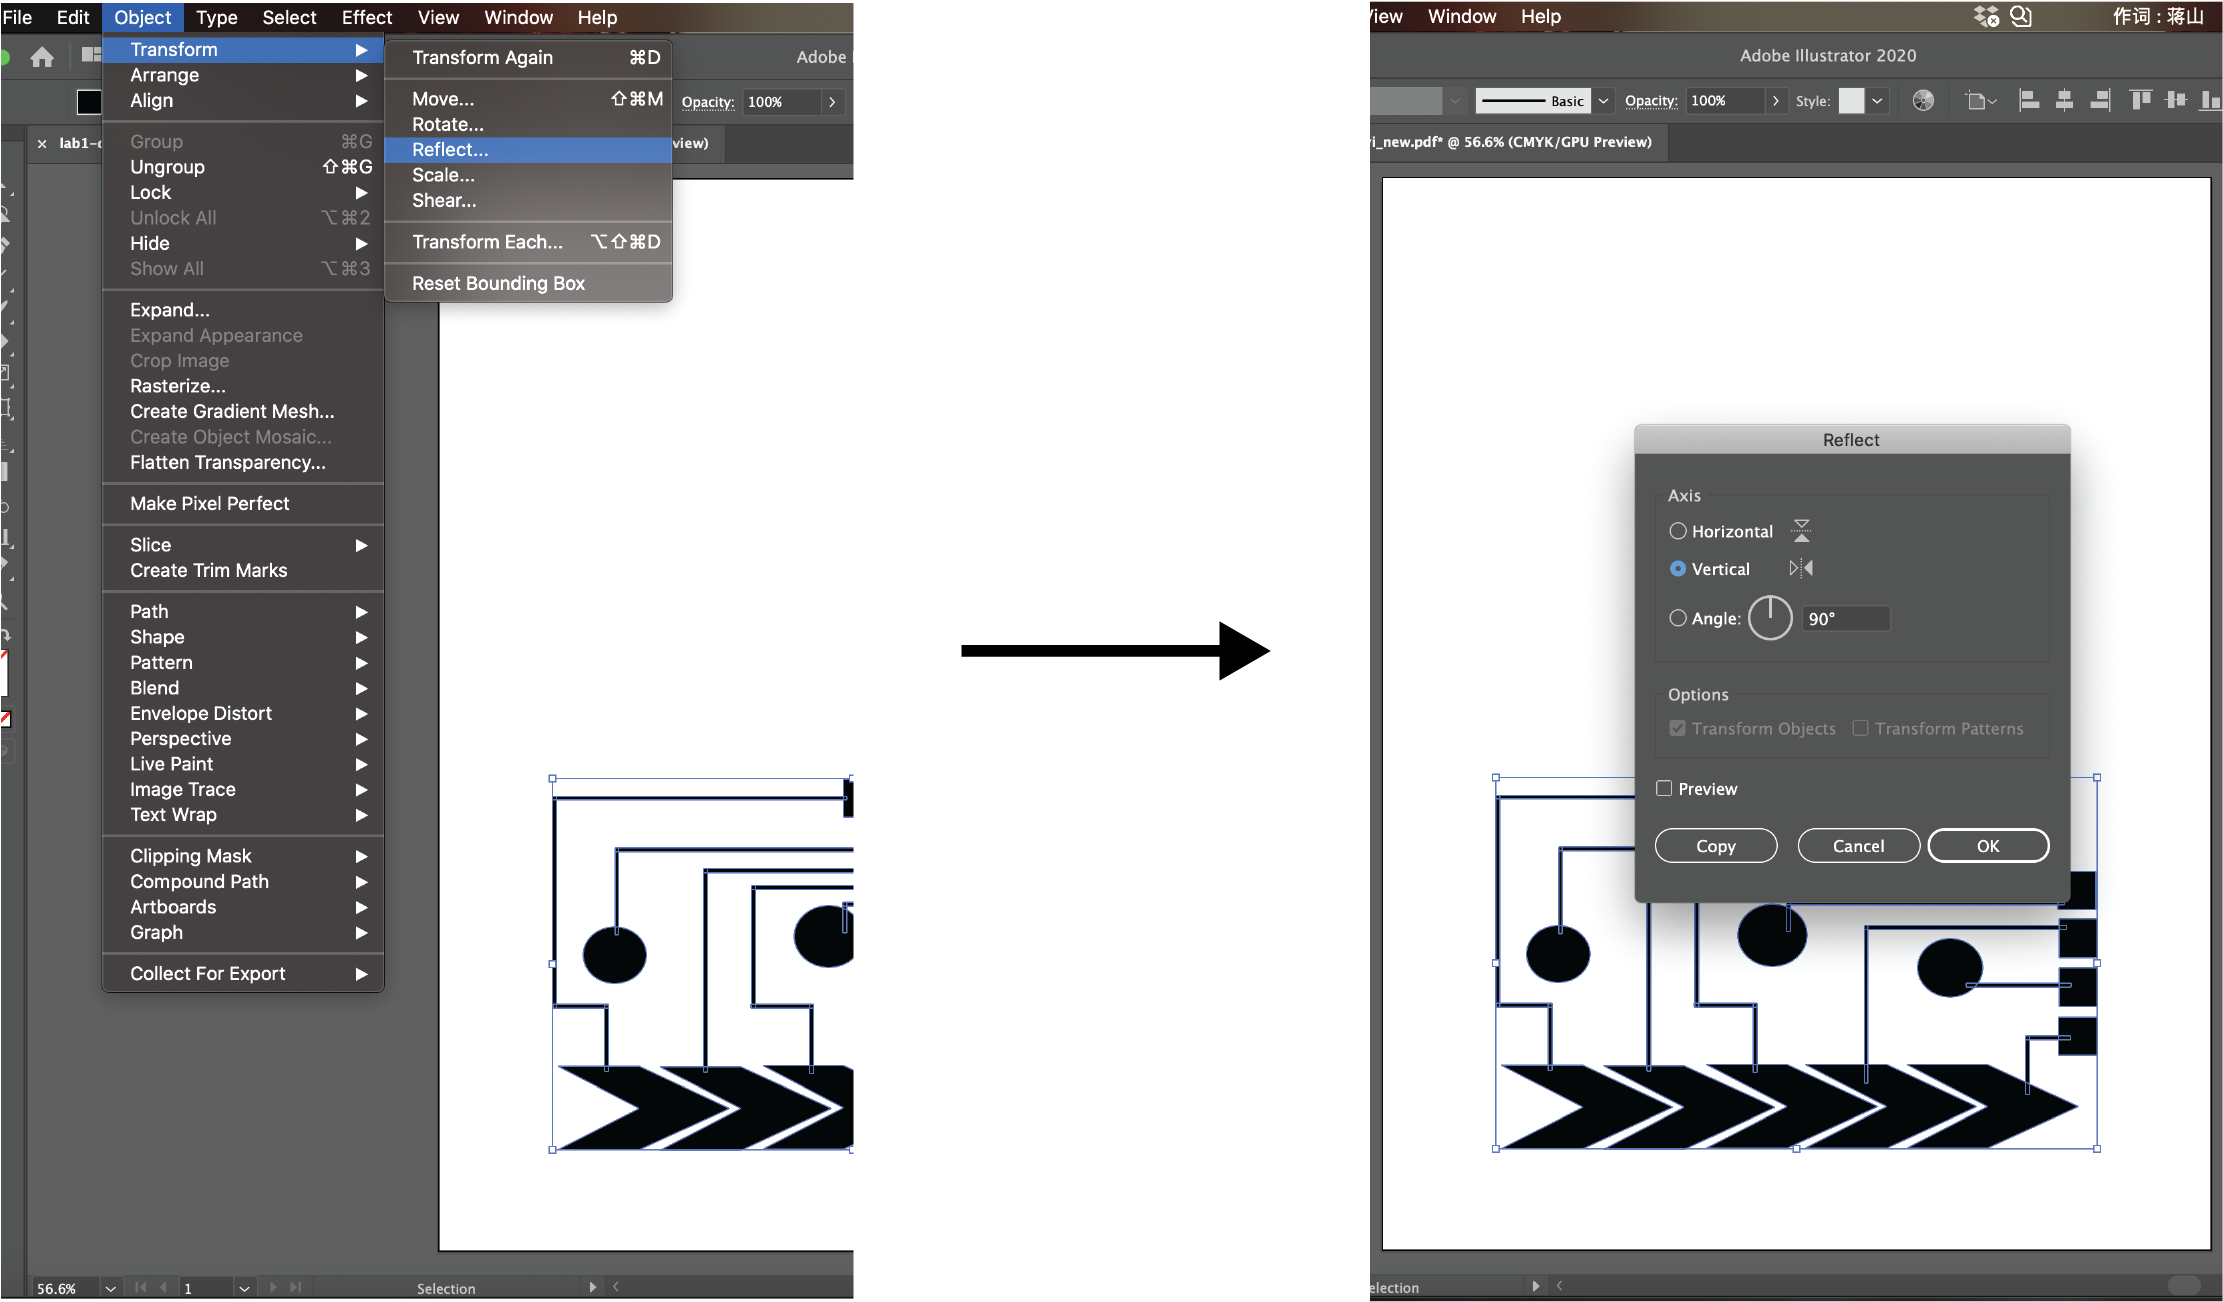 File Edit Object Type Select Effect View Window Help
Adobe
Opacity: 100%
lab1-
view)
Transform
Arrange
Align
Group ⌘G
Ungroup ⇧⌘G
Lock
Unlock All ⌥⌘2
Hide
Show All ⌥⌘3
Expand...
Expand Appearance
Crop Image
Rasterize...
Create Gradient Mesh...
Create Object Mosaic...
Flatten Transparency...
Make Pixel Perfect
Slice
Create Trim Marks
Path
Shape
Pattern
Blend
Envelope Distort
Perspective
Live Paint
Image Trace
Text Wrap
Clipping Mask
Compound Path
Artboards
Graph
Collect For Export
Transform Again ⌘D
Move... ⇧⌘M
Rotate...
Reflect...
Scale...
Shear...
Transform Each... ⌥⇧⌘D
Reset Bounding Box
56.6% 1 Selection
View Window Help 作词 : 蒋山
Adobe Illustrator 2020
Basic Opacity: 100% Style:
i_new.pdf* @ 56.6% (CMYK/GPU Preview)
Reflect
Axis
Horizontal
Vertical
Angle: 90°
Options
Transform Objects Transform Patterns
Preview
Copy Cancel OK
election